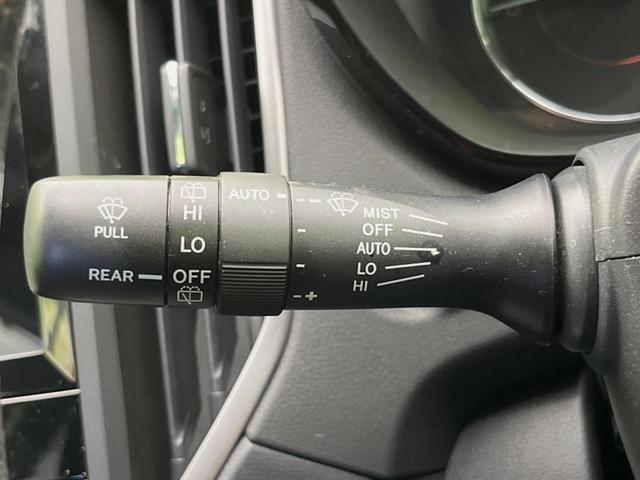 PULL
REAR
HI
LO
OFF
AUTO
- +
MIST
OFF
AUTO
LO
HI